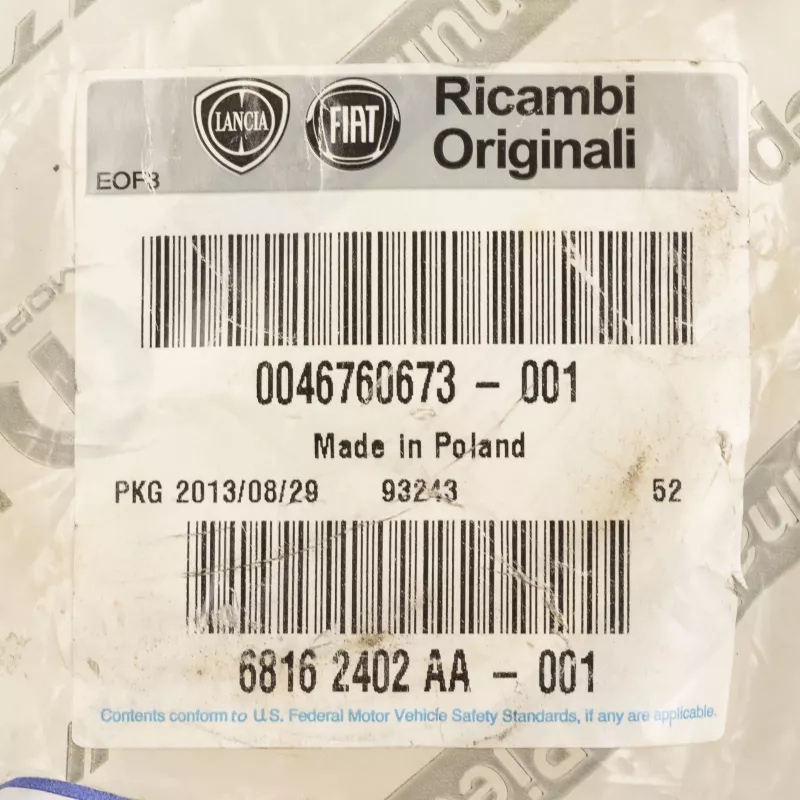 LANCIA
FIAT
Ricambi
Originali
EOF3
0046760673 - 001
Made in Poland
PKG 2013/08/29 93243 52
6816 2402 AA - 001
Contents conform to U.S. Federal Motor Vehicle Safety Standards, if any are applicable.